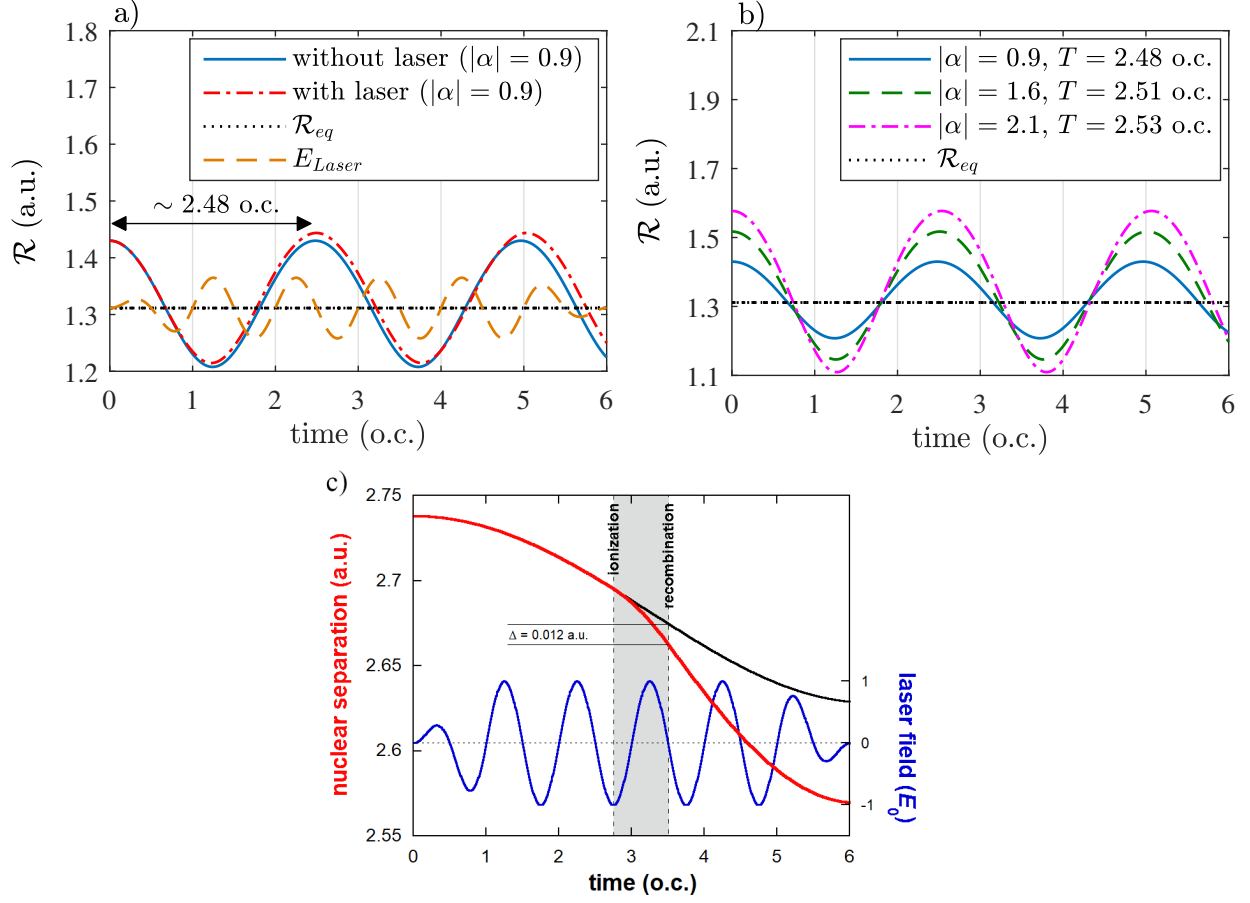 a)
1.8
1.7
1.6
1.5
1.4
1.3
1.2
ℛ (a.u.)
without laser (|α| = 0.9)
with laser (|α| = 0.9)
ℛ_eq
E_Laser
∼ 2.48 o.c.
0 1 2 3 4 5 6
time (o.c.)
b)
2.1
1.9
1.7
1.5
1.3
1.1
ℛ (a.u.)
|α| = 0.9, T = 2.48 o.c.
|α| = 1.6, T = 2.51 o.c.
|α| = 2.1, T = 2.53 o.c.
ℛ_eq
0 1 2 3 4 5 6
time (o.c.)
c)
2.75
2.7
2.65
2.6
2.55
nuclear separation (a.u.)
ionization
recombination
Δ = 0.012 a.u.
1
0
-1
laser field (E_0)
0 1 2 3 4 5 6
time (o.c.)